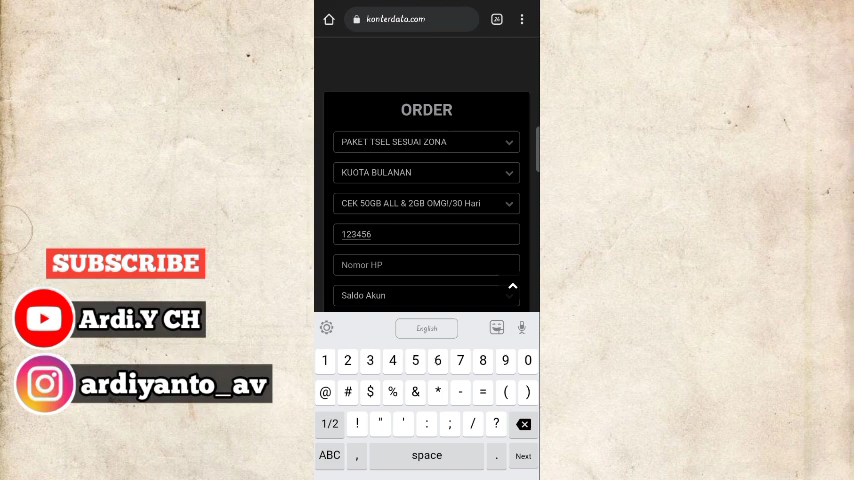 konterdata.com
24
ORDER
PAKET TSEL SESUAI ZONA
KUOTA BULANAN
CEK 50GB ALL & 2GB OMG!/30 Hari
123456
Nomor HP
Saldo Akun
SUBSCRIBE
Ardi.Y CH
ardiyanto_av
English
1 2 3 4 5 6 7 8 9 0
@ # $ % & * - = ( )
1/2 ! " ' : ; / ?
ABC , space . Next